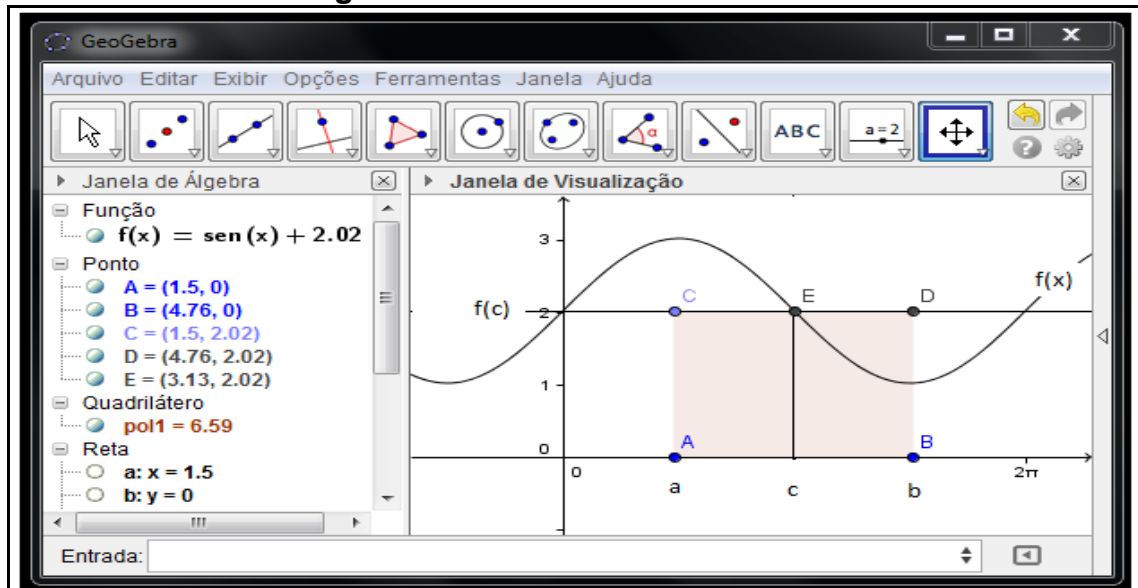 GeoGebra
Arquivo Editar Exibir Opções Ferramentas Janela Ajuda
α ABC a=2
Janela de Álgebra
Função
f(x) = sen(x) + 2.02
Ponto
A = (1.5, 0)
B = (4.76, 0)
C = (1.5, 2.02)
D = (4.76, 2.02)
E = (3.13, 2.02)
Quadrilátero
pol1 = 6.59
Reta
a: x = 1.5
b: y = 0
Janela de Visualização
3
f(x)
C E D
f(c) 2
1
A B
0
0 2π
a c b
Entrada: